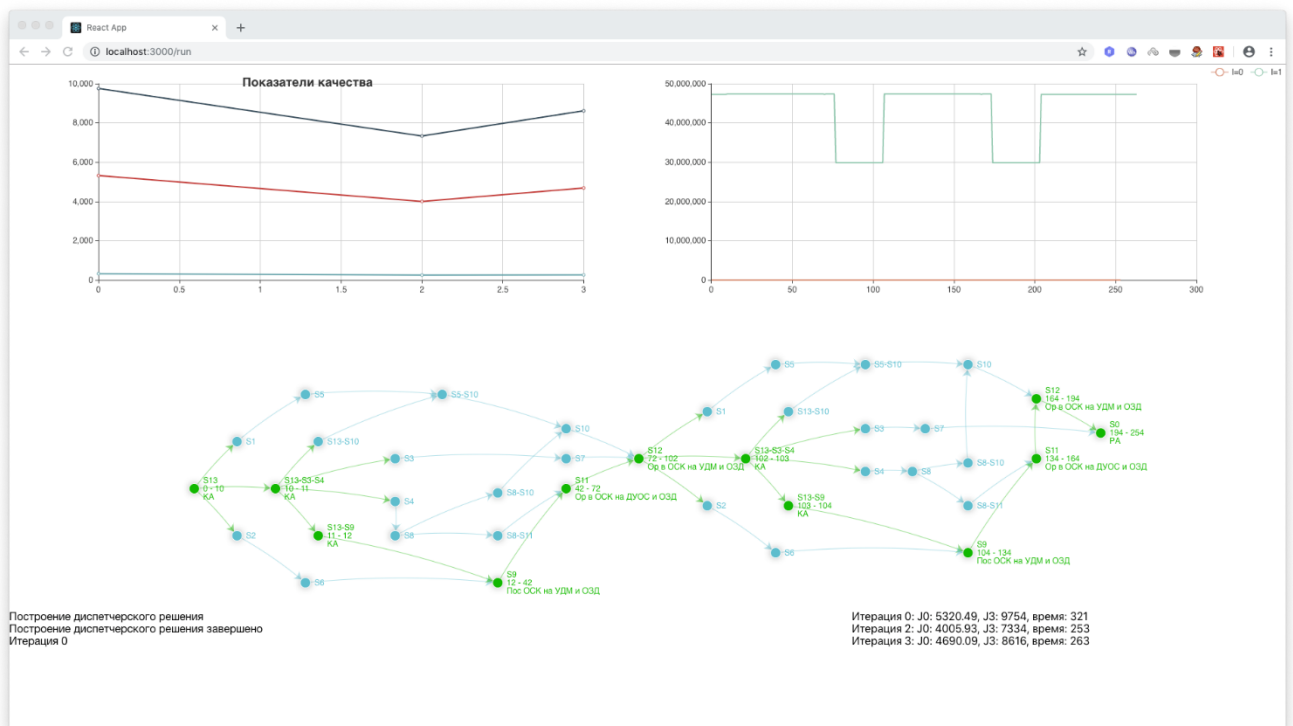 React App
localhost:3000/run
Показатели качества
10,000
8,000
6,000
4,000
2,000
0
0
0.5
1
1.5
2
2.5
3
I=0
I=1
50,000,000
40,000,000
30,000,000
20,000,000
10,000,000
0
0
50
100
150
200
250
300
S13
0 - 10
КА
S1
S2
S5
S6
S13-S3-S4
10 - 11
КА
S13-S10
S13-S9
11 - 12
КА
S3
S4
S8
S5-S10
S8-S10
S8-S11
S9
12 - 42
Пос ОСК на УДМ и ОЗД
S10
S7
S11
42 - 72
Ор в ОСК на ДУОС и ОЗД
S12
72 - 102
Ор в ОСК на УДМ и ОЗД
S1
S2
S5
S6
S13-S3-S4
102 - 103
КА
S13-S10
S13-S9
103 - 104
КА
S5-S10
S3
S7
S4
S8
S10
S8-S10
S8-S11
S9
104 - 134
Пос ОСК на УДМ и ОЗД
S12
164 - 194
Ор в ОСК на УДМ и ОЗД
S11
134 - 164
Ор в ОСК на ДУОС и ОЗД
S0
194 - 254
РА
Построение диспетчерского решения
Построение диспетчерского решения завершено
Итерация 0
Итерация 0: J0: 5320.49, J3: 9754, время: 321
Итерация 2: J0: 4005.93, J3: 7334, время: 253
Итерация 3: J0: 4690.09, J3: 8616, время: 263